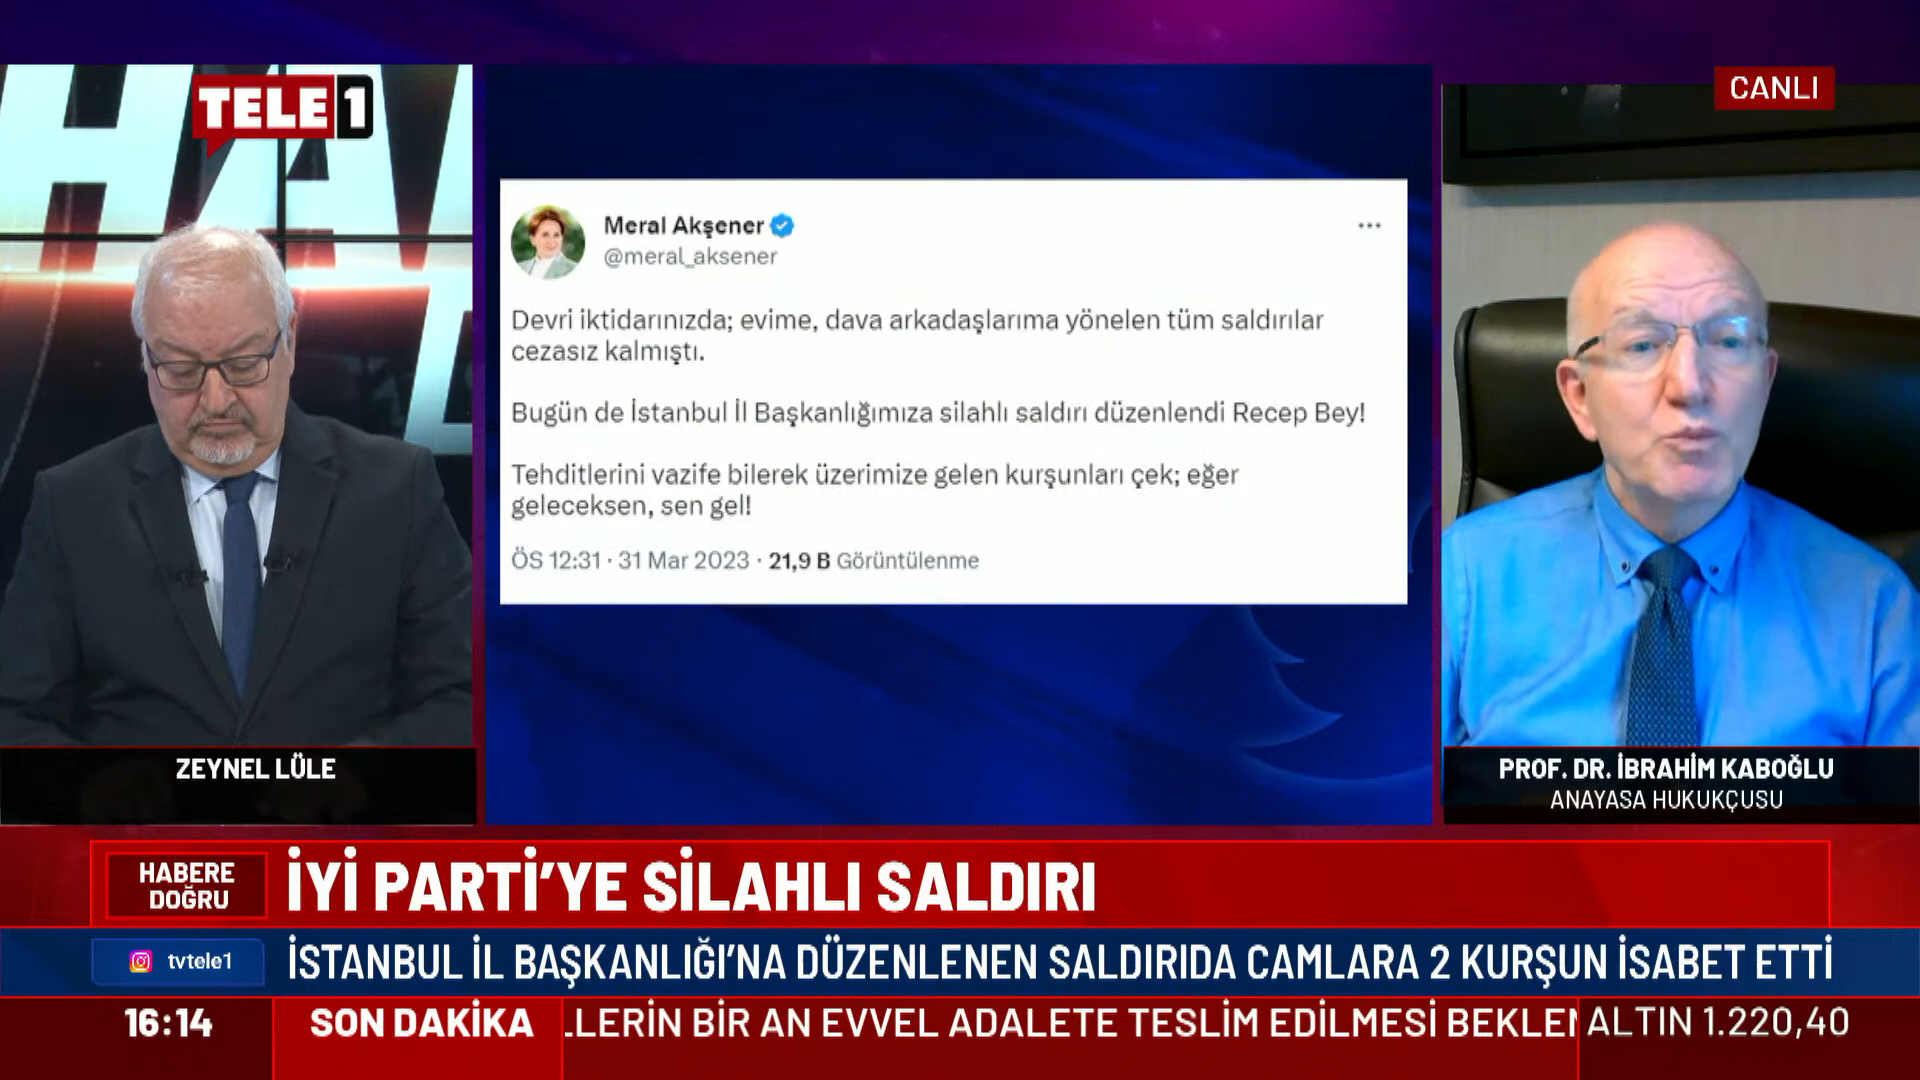 TELE1
CANLI
Meral Akşener
@meral_aksener
Devri iktidarınızda; evime, dava arkadaşlarıma yönelen tüm saldırılar
cezasız kalmıştı.
Bugün de İstanbul İl Başkanlığımıza silahlı saldırı düzenlendi Recep Bey!
Tehditlerini vazife bilerek üzerimize gelen kurşunları çek; eğer
geleceksen, sen gel!
ÖS 12:31 · 31 Mar 2023 · 21,9 B Görüntülenme
ZEYNEL LÜLE
PROF. DR. İBRAHİM KABOĞLU
ANAYASA HUKUKÇUSU
HABERE
DOĞRU
İYİ PARTİ'YE SİLAHLI SALDIRI
tvtele1
İSTANBUL İL BAŞKANLIĞI'NA DÜZENLENEN SALDIRIDA CAMLARA 2 KURŞUN İSABET ETTİ
16:14
SON DAKİKA
LLERİN BİR AN EVVEL ADALETE TESLİM EDİLMESİ BEKLEN
ALTIN 1.220,40